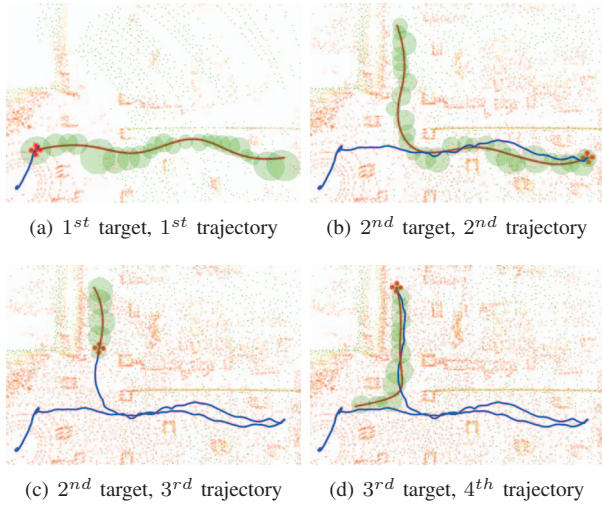 (a) 1st target, 1st trajectory
(b) 2nd target, 2nd trajectory
(c) 2nd target, 3rd trajectory
(d) 3rd target, 4th trajectory